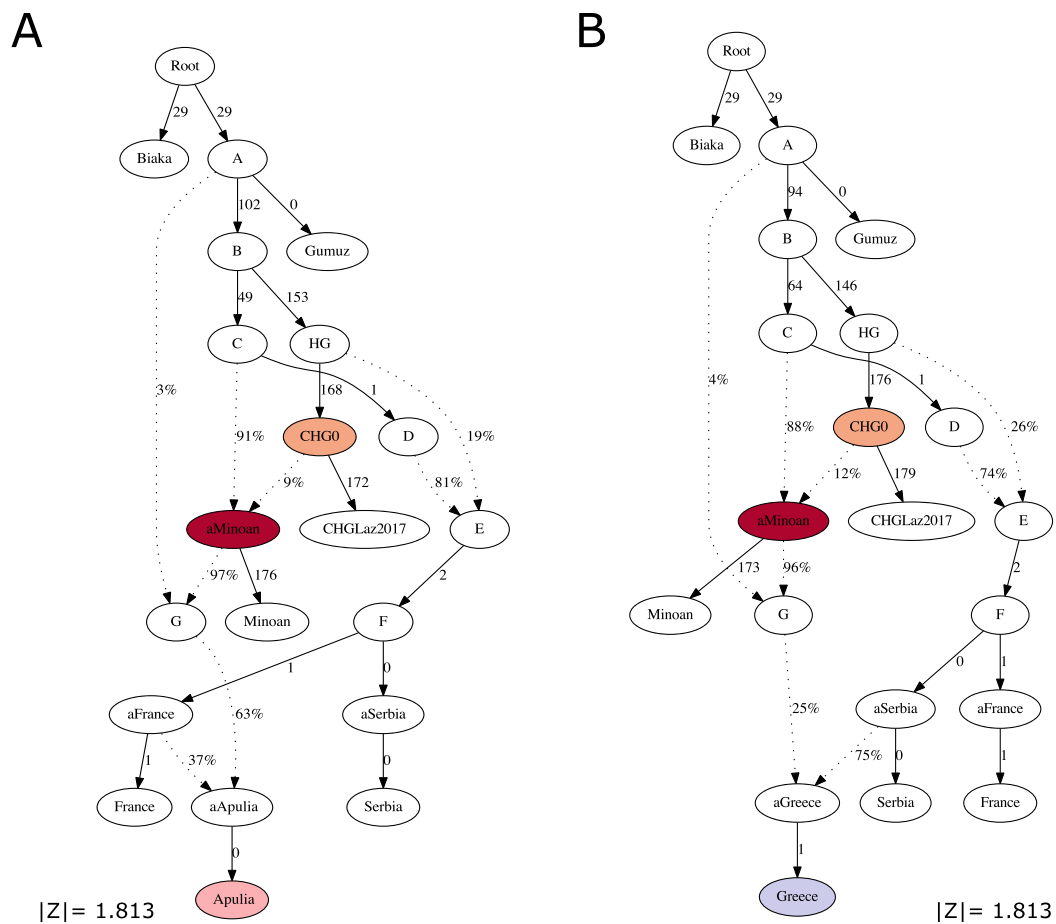 A
Root
29
29
Biaka
A
102
0
B
Gumuz
49
153
C
HG
3%
168
1
91%
CHG0
D
19%
9%
172
81%
aMinoan
CHGLaz2017
E
97%
176
2
G
Minoan
F
1
0
aFrance
63%
aSerbia
1
37%
0
France
aApulia
Serbia
0
Apulia
|Z|= 1.813
B
Root
29
29
Biaka
A
94
0
B
Gumuz
64
146
C
HG
4%
176
1
88%
CHG0
D
26%
12%
179
74%
aMinoan
CHGLaz2017
E
173
96%
2
Minoan
G
F
0
1
25%
aSerbia
aFrance
75%
0
1
aGreece
Serbia
France
1
Greece
|Z|= 1.813